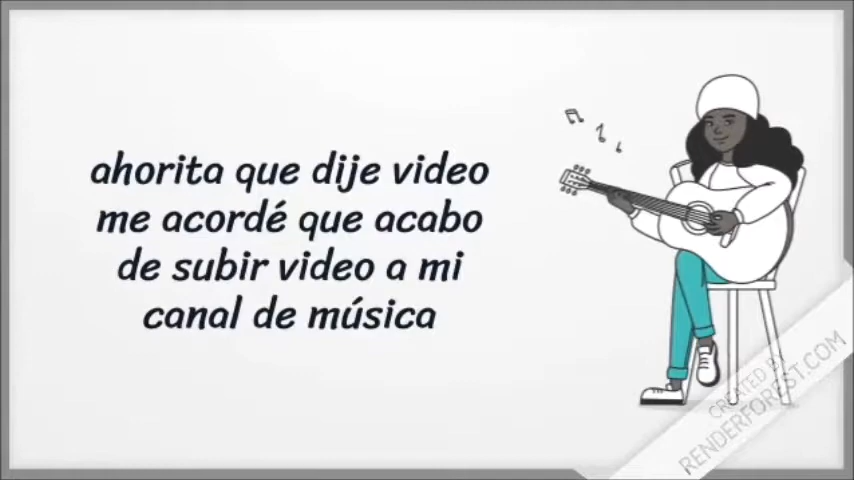 ahorita que dije video
me acordé que acabo
de subir video a mi
canal de música
CREATED BY
RENDERFOREST.COM